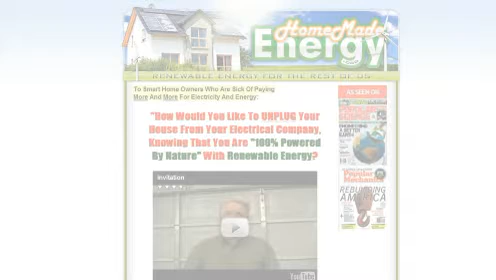 HomeMade
Energy
RENEWABLE ENERGY FOR THE REST OF US
To Smart Home Owners Who Are Sick Of Paying
More And More For Electricity And Energy:
AS SEEN ON
"How Would You Like To UNPLUG Your
House From Your Electrical Company,
Knowing That You Are "100% Powered
By Nature" With Renewable Energy?
Invitation
Popular
Mechanics
REBUILDING
AMERICA
YouTube